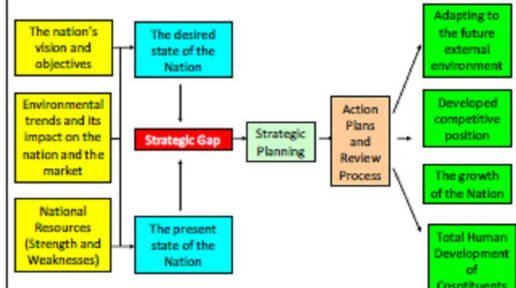 The nation's
vision and
objectives
Environmental
trends and its
impact on the
nation and the
market
National
Resources
(Strength and
Weaknesses)
The desired
state of the
Nation
Strategic Gap
The present
state of the
Nation
Strategic
Planning
Action
Plans
and
Review
Process
Adapting to
the future
external
environment
Developed
competitive
position
The growth
of the Nation
Total Human
Development
of